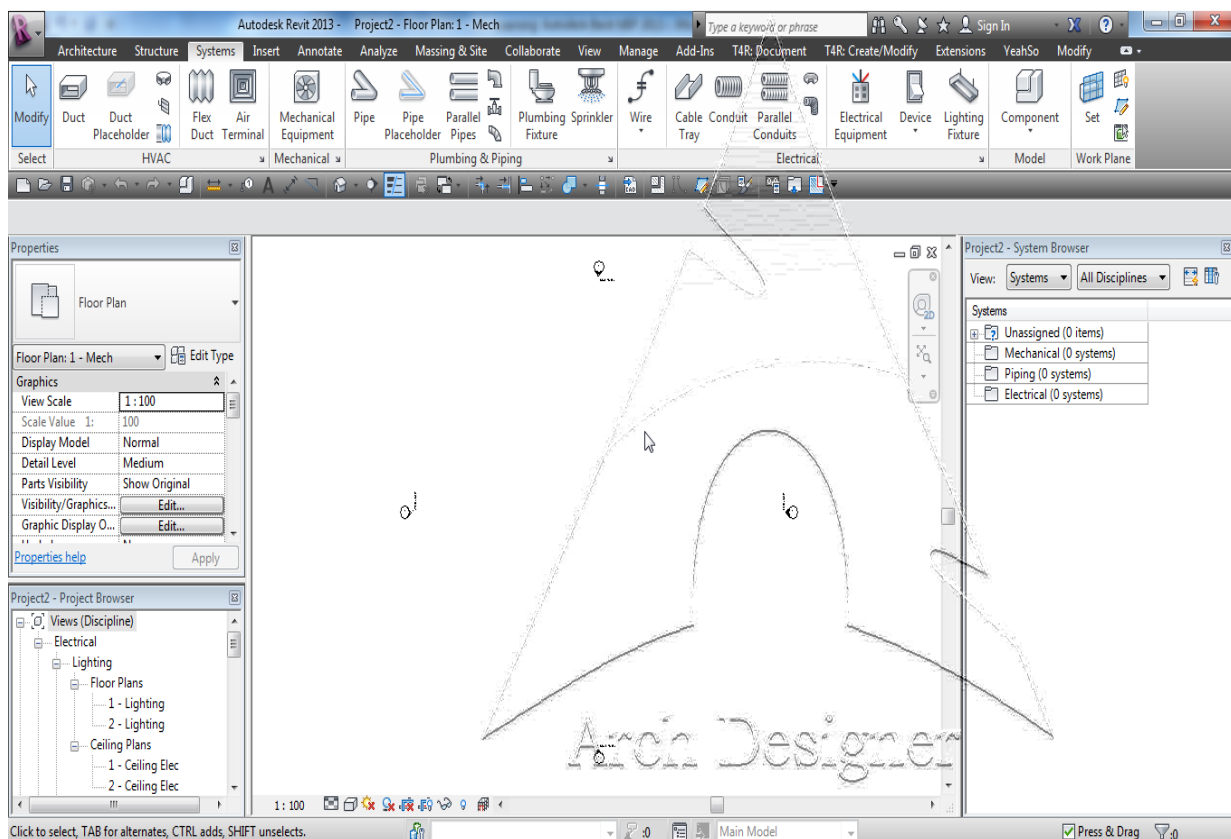 Autodesk Revit 2013 - Project2 - Floor Plan: 1 - Mech
Type a keyword or phrase
Sign In
Architecture Structure Systems Insert Annotate Analyze Massing & Site Collaborate View Manage Add-Ins T4R: Document T4R: Create/Modify Extensions YeahSo Modify
Modify
Duct
Duct Placeholder
Flex Duct
Air Terminal
Mechanical Equipment
Pipe
Pipe Placeholder
Parallel Pipes
Plumbing Fixture
Sprinkler
Wire
Cable Tray
Conduit
Parallel Conduits
Electrical Equipment
Device
Lighting Fixture
Component
Set
Select HVAC Mechanical Plumbing & Piping Electrical Model Work Plane
Properties
Floor Plan
Floor Plan: 1 - Mech Edit Type
Graphics
View Scale 1 : 100
Scale Value 1: 100
Display Model Normal
Detail Level Medium
Parts Visibility Show Original
Visibility/Graphics... Edit...
Graphic Display O... Edit...
Properties help Apply
Project2 - Project Browser
Views (Discipline)
Electrical
Lighting
Floor Plans
1 - Lighting
2 - Lighting
Ceiling Plans
1 - Ceiling Elec
2 - Ceiling Elec
2D
Arch Designer
1 : 100
Project2 - System Browser
View: Systems All Disciplines
Systems
Unassigned (0 items)
Mechanical (0 systems)
Piping (0 systems)
Electrical (0 systems)
Click to select, TAB for alternates, CTRL adds, SHIFT unselects.
:0
Main Model
Press & Drag
:0